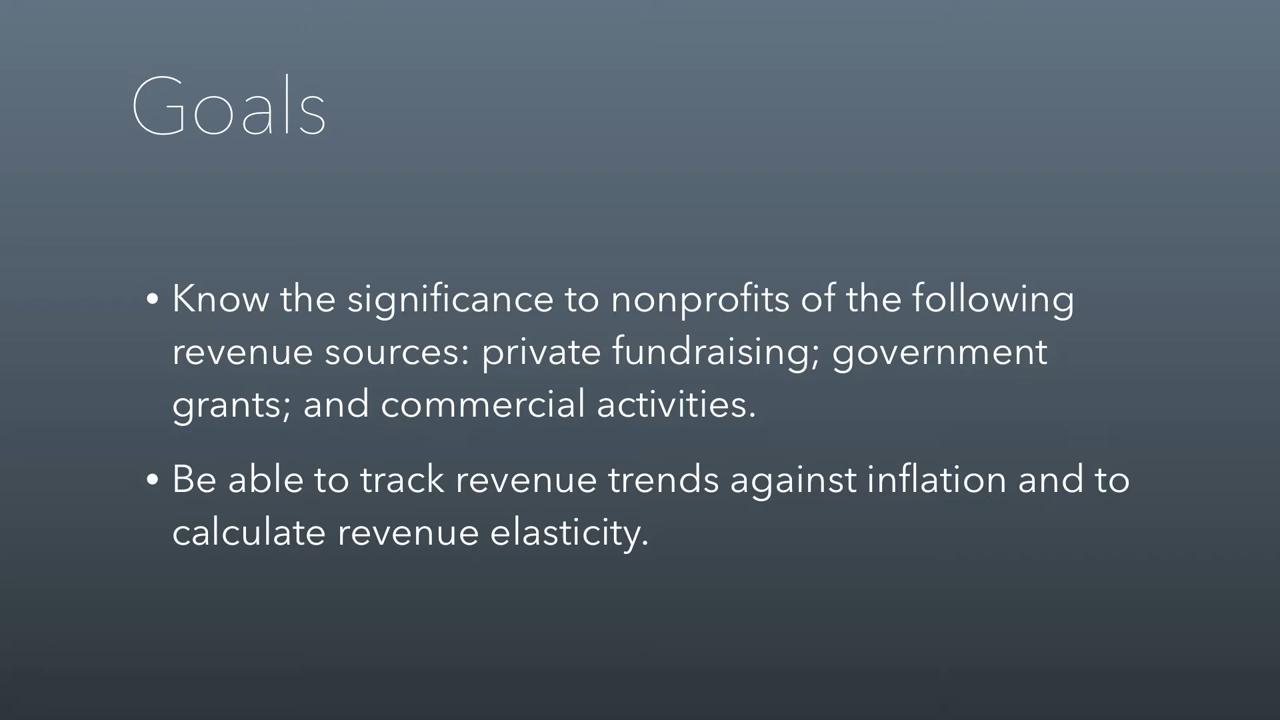 Goals
• Know the significance to nonprofits of the following
revenue sources: private fundraising; government
grants; and commercial activities.
• Be able to track revenue trends against inflation and to
calculate revenue elasticity.